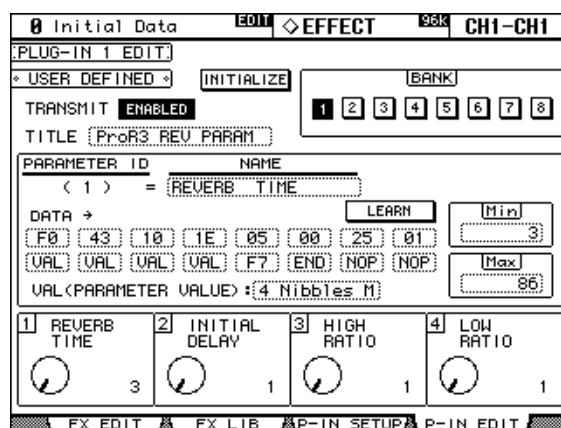 0 Initial Data EDIT ◇EFFECT 96k CH1-CH1
PLUG-IN 1 EDIT
USER DEFINED INITIALIZE BANK
TRANSMIT ENABLED 1 2 3 4 5 6 7 8
TITLE ProR3 REV PARAM
PARAMETER ID NAME
( 1 ) = REVERB TIME
DATA → LEARN Min
F0 43 10 1E 05 00 25 01 3
VAL VAL VAL VAL F7 END NOP NOP Max
VAL(PARAMETER VALUE): 4 Nibbles M 86
1 REVERB TIME 3
2 INITIAL DELAY 1
3 HIGH RATIO 1
4 LOW RATIO 1
FX EDIT FX LIB P-IN SETUP P-IN EDIT